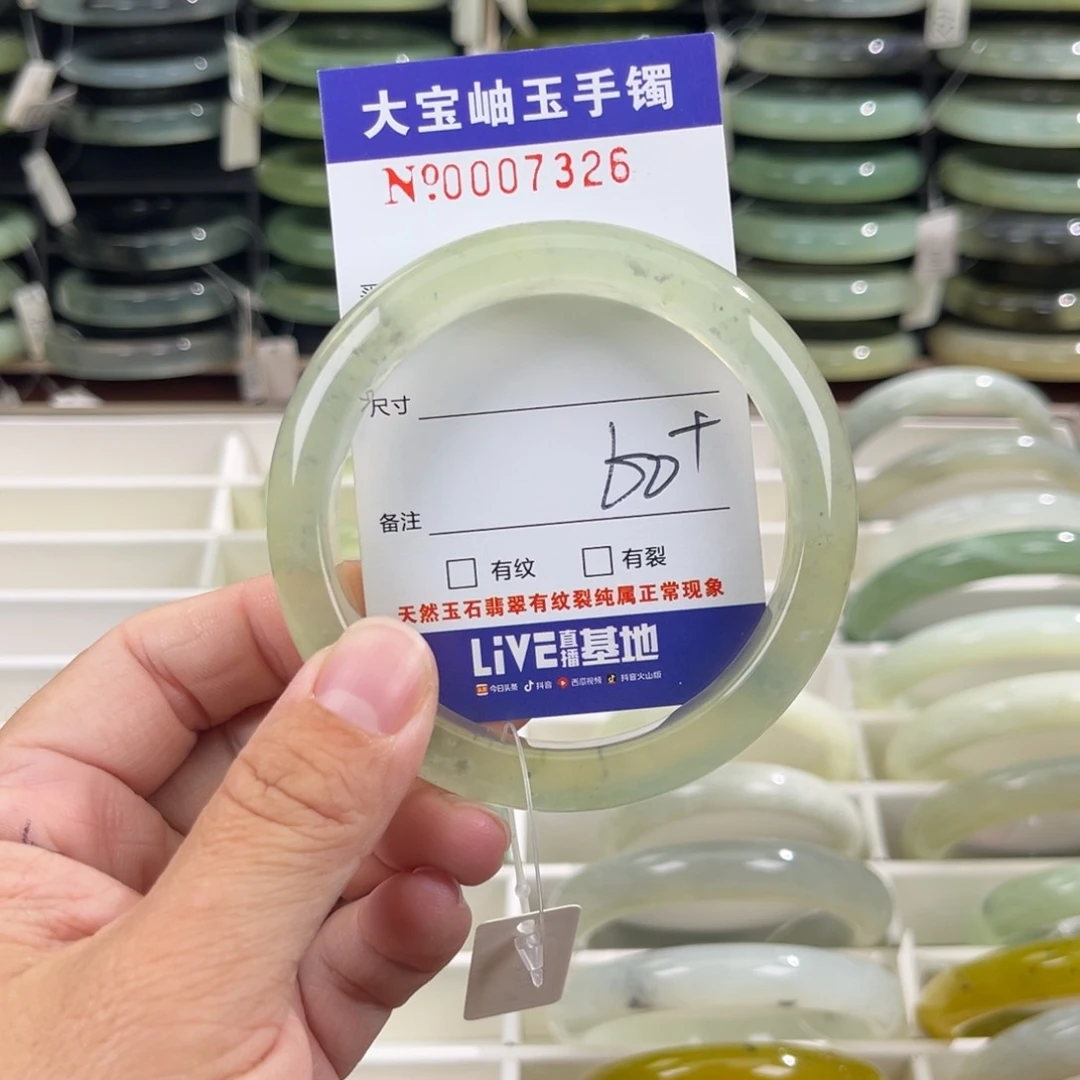 大宝岫玉手镯
Nº0007326
尺寸
60+
备注
有纹 有裂
天然玉石翡翠有纹裂纯属正常现象
LiVE直播基地
今日头条 抖音 西瓜视频 抖音火山版